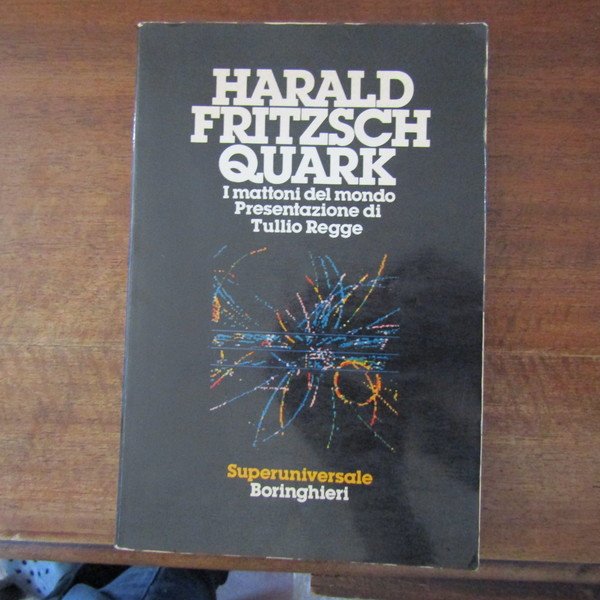 HARALD
FRITZSCH
QUARK
I mattoni del mondo
Presentazione di
Tullio Regge
Superuniversale
Boringhieri